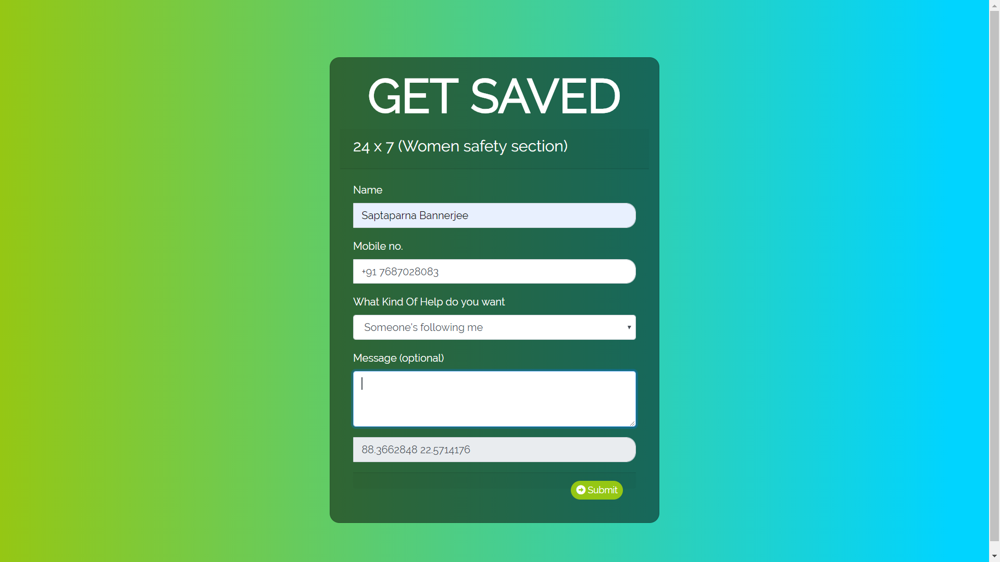 GET SAVED
24 x 7 (Women safety section)
Name
Saptaparna Bannerjee
Mobile no.
+91 7687028083
What Kind Of Help do you want
Someone's following me
Message (optional)
88.3662848 22.5714176
Submit